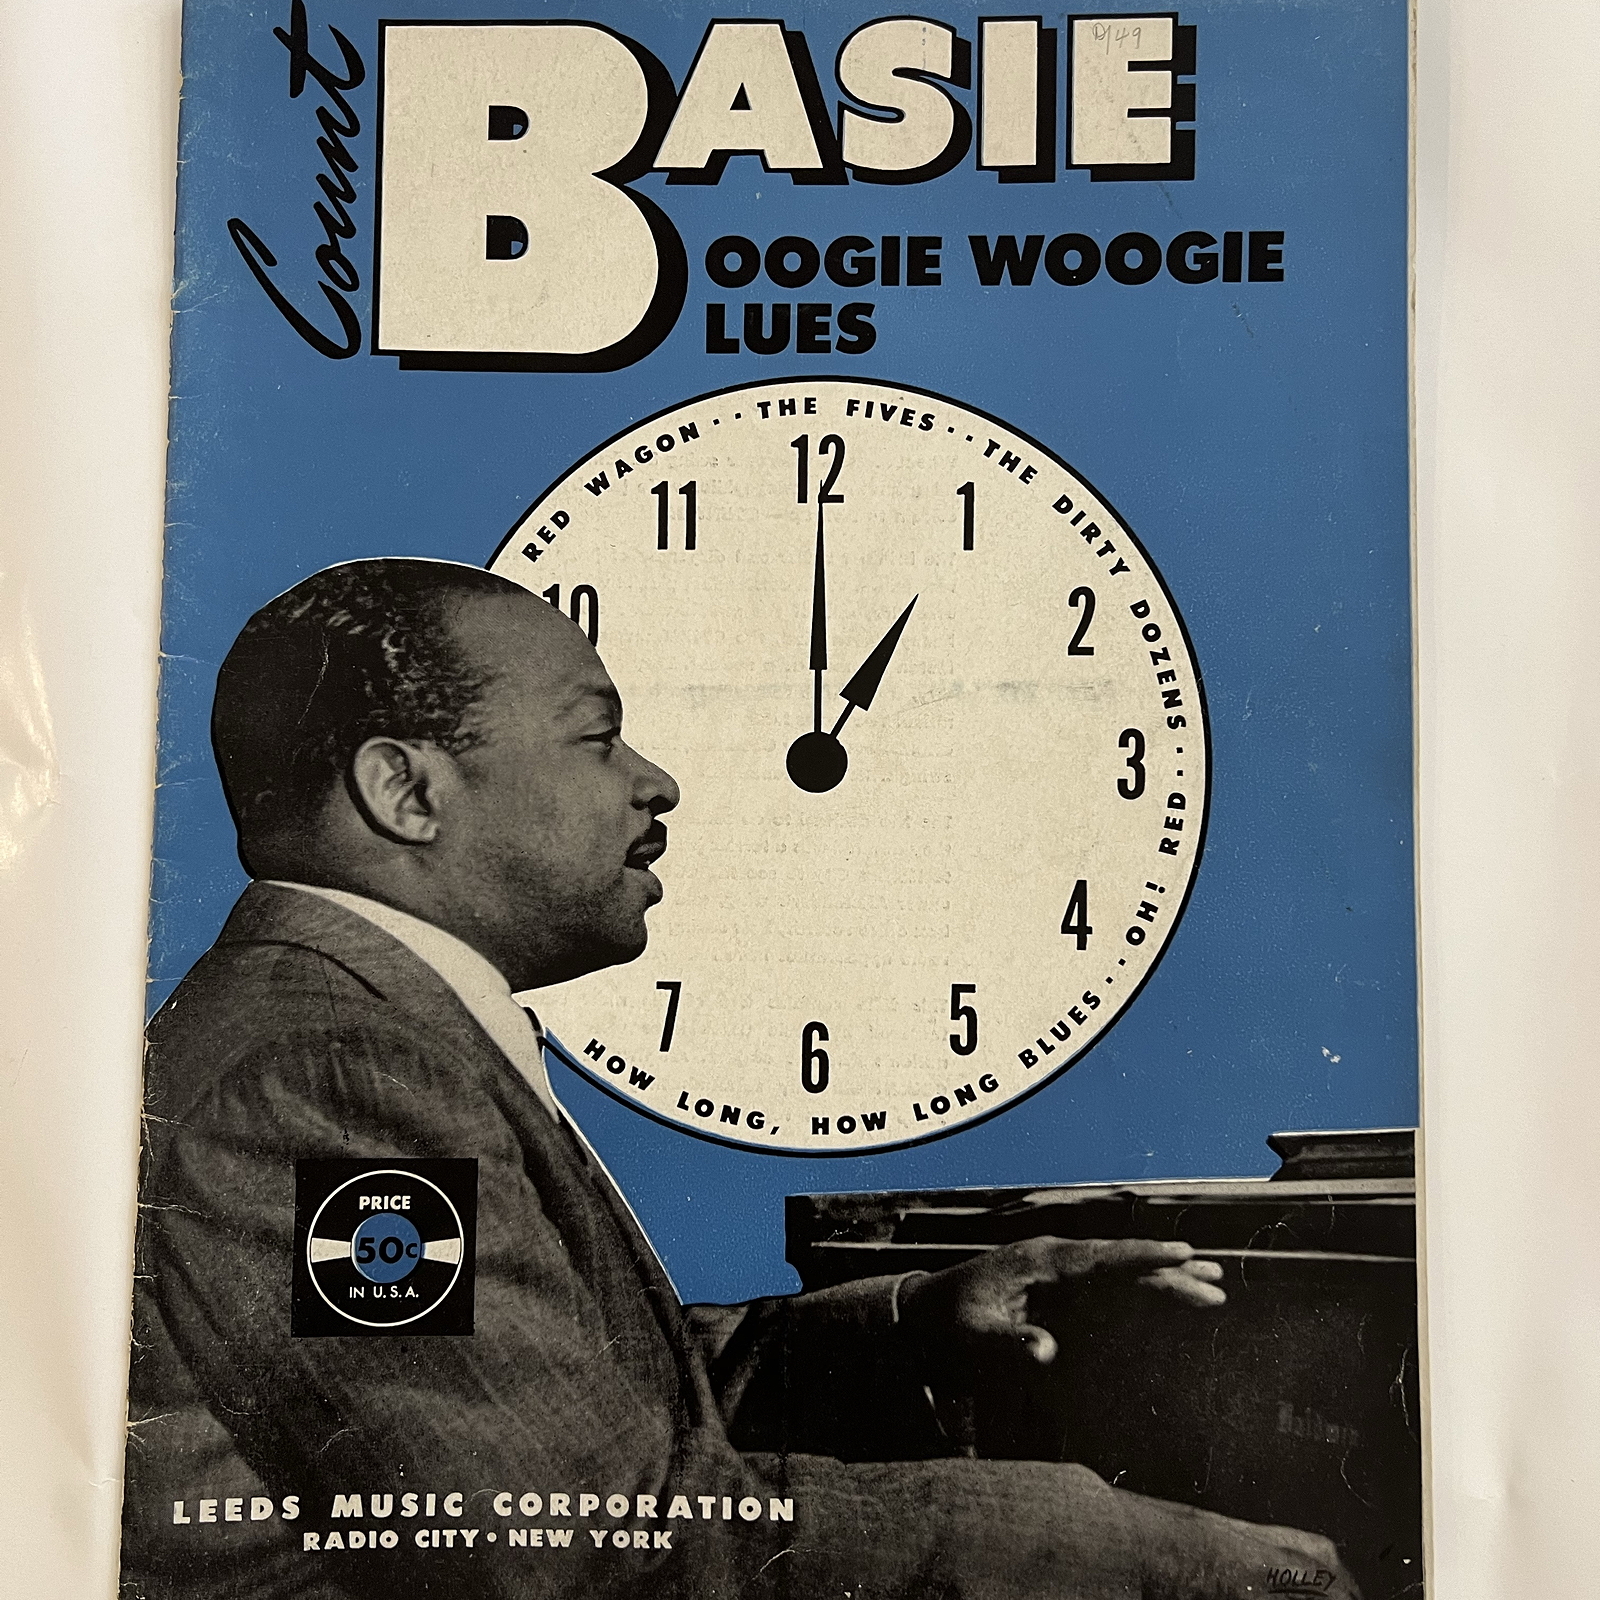 Count
BASIE
BOOGIE WOOGIE
BLUES
RED WAGON · · THE FIVES · · THE DIRTY DOZENS · · OH! RED · · HOW LONG, HOW LONG BLUES
12
1
2
3
4
5
6
7
10
11
PRICE
50c
IN U.S.A.
LEEDS MUSIC CORPORATION
RADIO CITY • NEW YORK
HOLLEY